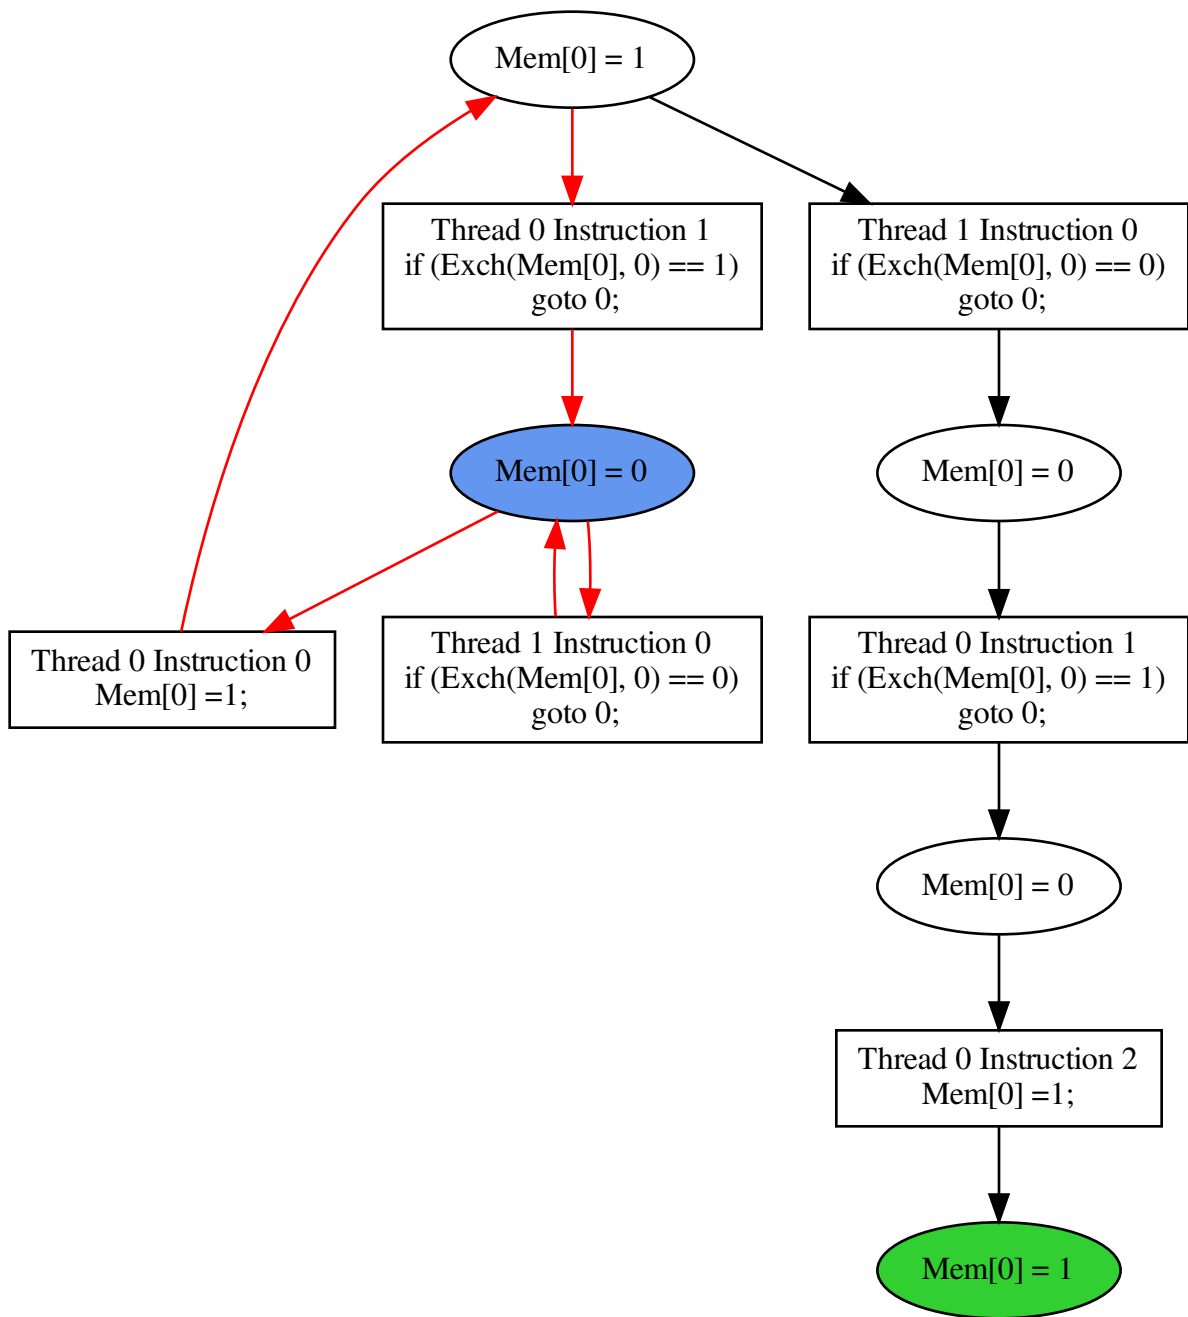 Mem[0] = 1
Thread 0 Instruction 1
if (Exch(Mem[0], 0) == 1)
goto 0;
Thread 1 Instruction 0
if (Exch(Mem[0], 0) == 0)
goto 0;
Mem[0] = 0
Mem[0] = 0
Thread 0 Instruction 0
Mem[0] =1;
Thread 1 Instruction 0
if (Exch(Mem[0], 0) == 0)
goto 0;
Thread 0 Instruction 1
if (Exch(Mem[0], 0) == 1)
goto 0;
Mem[0] = 0
Thread 0 Instruction 2
Mem[0] =1;
Mem[0] = 1